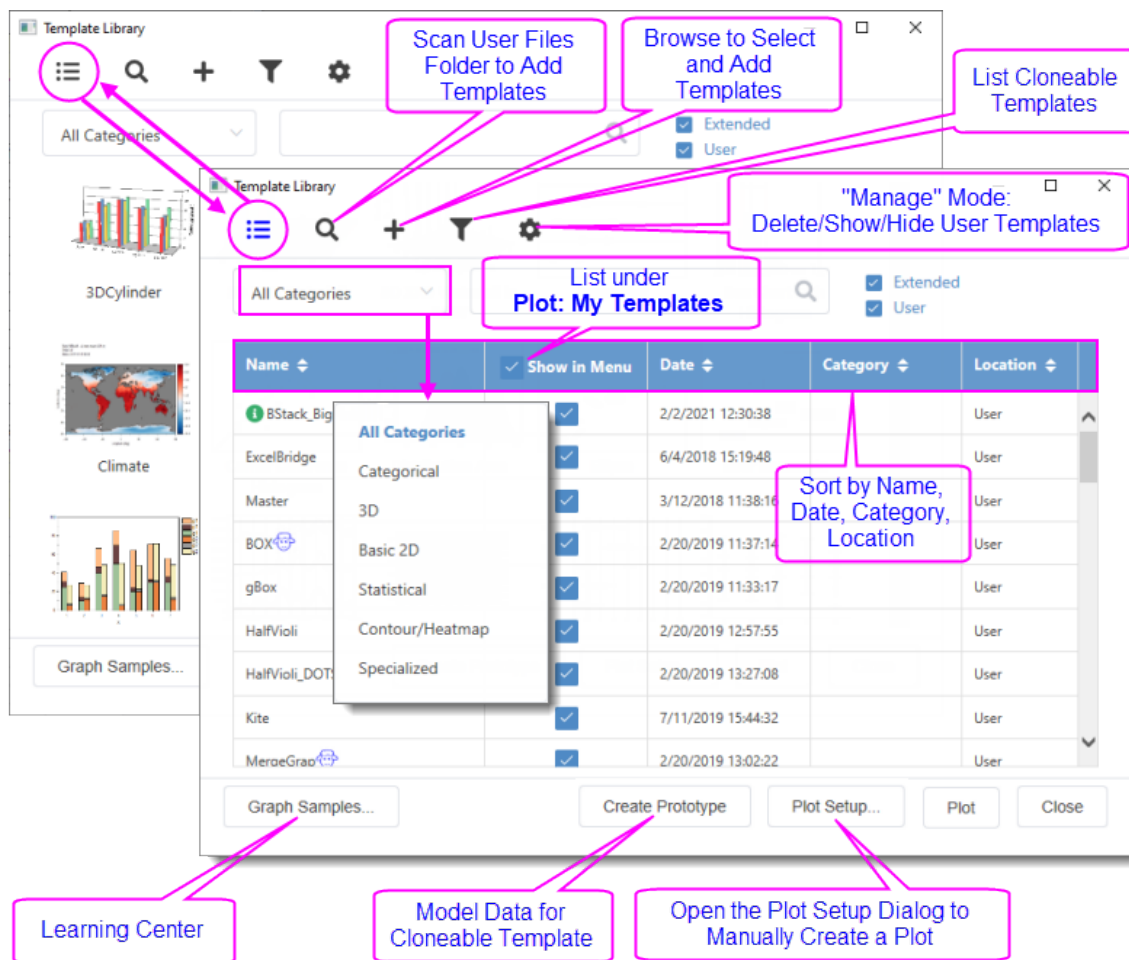 Template Library
Scan User Files
Folder to Add
Templates
Browse to Select
and Add
Templates
List Cloneable
Templates
All Categories
Extended
User
Template Library
"Manage" Mode:
Delete/Show/Hide User Templates
3DCylinder
All Categories
List under
Plot: My Templates
Extended
User
Name
Show in Menu
Date
Category
Location
BStack_Big
2/2/2021 12:30:38
User
ExcelBridge
6/4/2018 15:19:48
User
Master
3/12/2018 11:38:16
BOX
2/20/2019 11:37:14
gBox
2/20/2019 11:33:17
User
HalfVioli
2/20/2019 12:57:55
User
HalfVioli_DOTS
2/20/2019 13:27:08
User
Kite
7/11/2019 15:44:32
User
MergeGrap
2/20/2019 13:02:22
User
All Categories
Categorical
3D
Basic 2D
Statistical
Contour/Heatmap
Specialized
Sort by Name,
Date, Category,
Location
Climate
Graph Samples...
Graph Samples...
Create Prototype
Plot Setup...
Plot
Close
Learning Center
Model Data for
Cloneable Template
Open the Plot Setup Dialog to
Manually Create a Plot